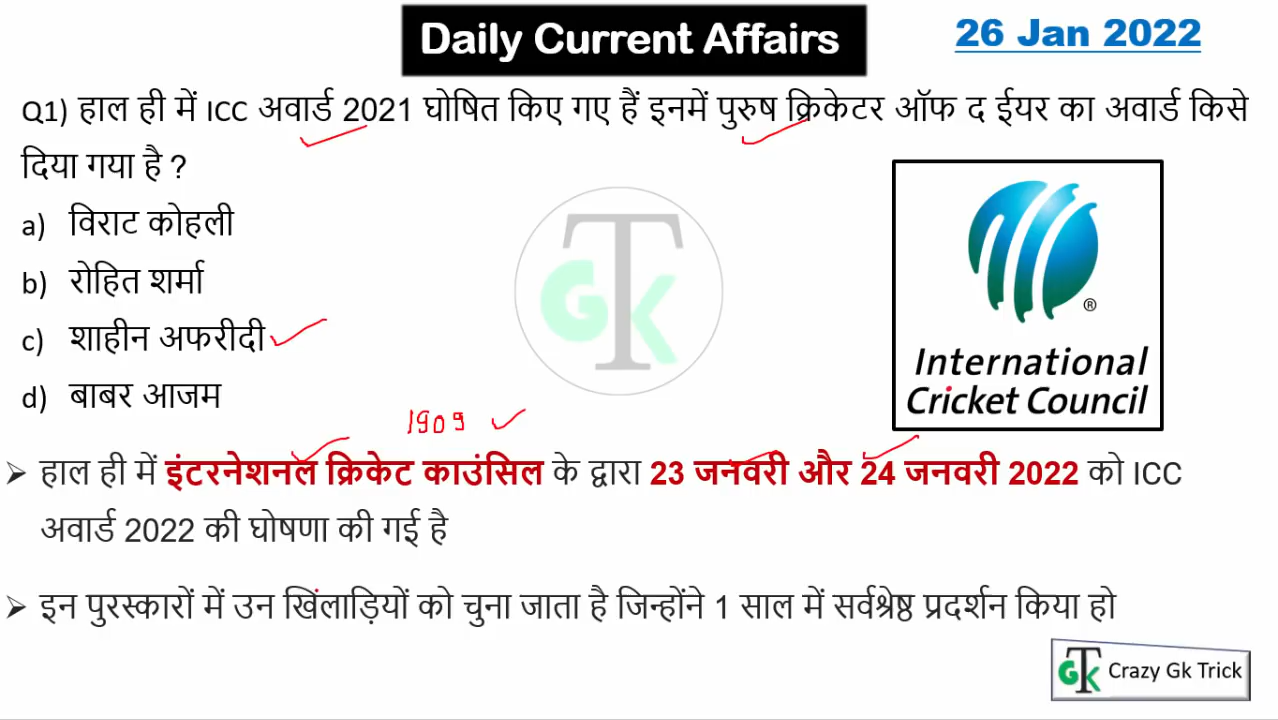 Daily Current Affairs
26 Jan 2022
Q1) हाल ही में ICC अवार्ड 2021 घोषित किए गए हैं इनमें पुरुष क्रिकेटर ऑफ द ईयर का अवार्ड किसे
दिया गया है ?
a) विराट कोहली
b) रोहित शर्मा
c) शाहीन अफरीदी
d) बाबर आजम
TGK
®
International
Cricket Council
1909
➢ हाल ही में इंटरनेशनल क्रिकेट काउंसिल के द्वारा 23 जनवरी और 24 जनवरी 2022 को ICC
अवार्ड 2022 की घोषणा की गई है
➢ इन पुरस्कारों में उन खिंलाड़ियों को चुना जाता है जिन्होंने 1 साल में सर्वश्रेष्ठ प्रदर्शन किया हो
GTK Crazy Gk Trick